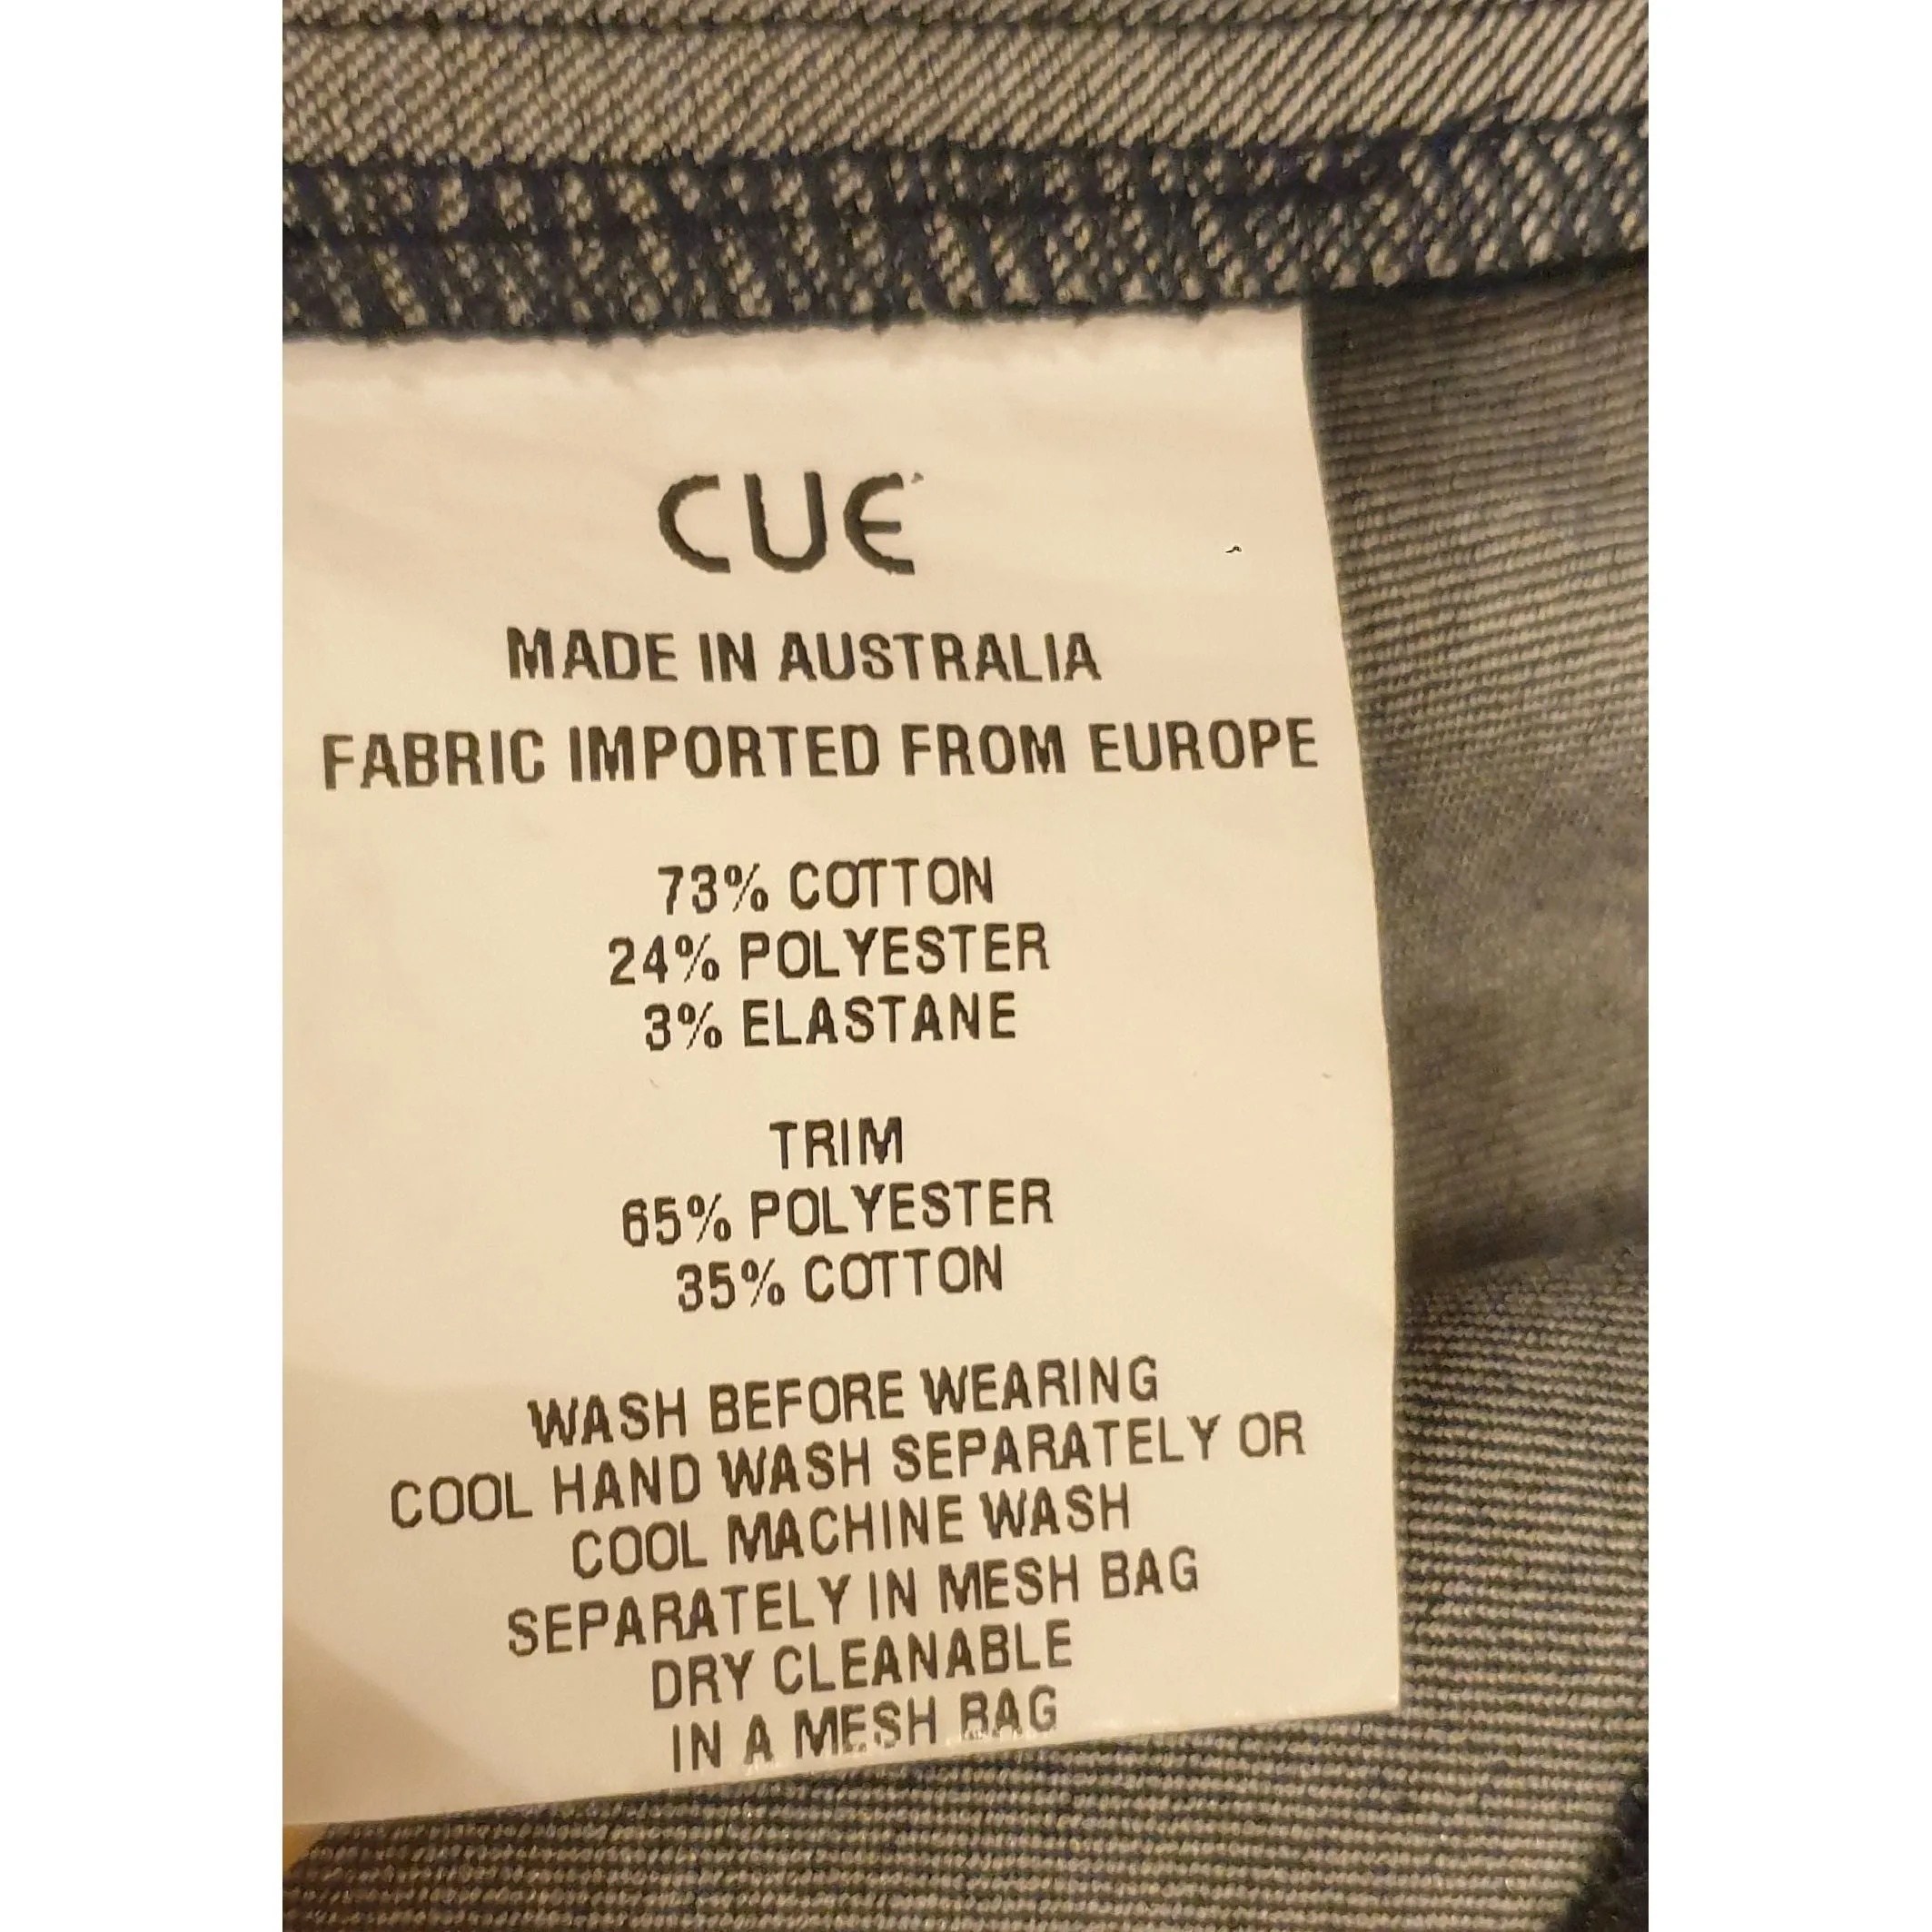 CUE
MADE IN AUSTRALIA
FABRIC IMPORTED FROM EUROPE
73% COTTON
24% POLYESTER
3% ELASTANE
TRIM
65% POLYESTER
35% COTTON
WASH BEFORE WEARING
COOL HAND WASH SEPARATELY OR
COOL MACHINE WASH
SEPARATELY IN MESH BAG
DRY CLEANABLE
IN A MESH BAG